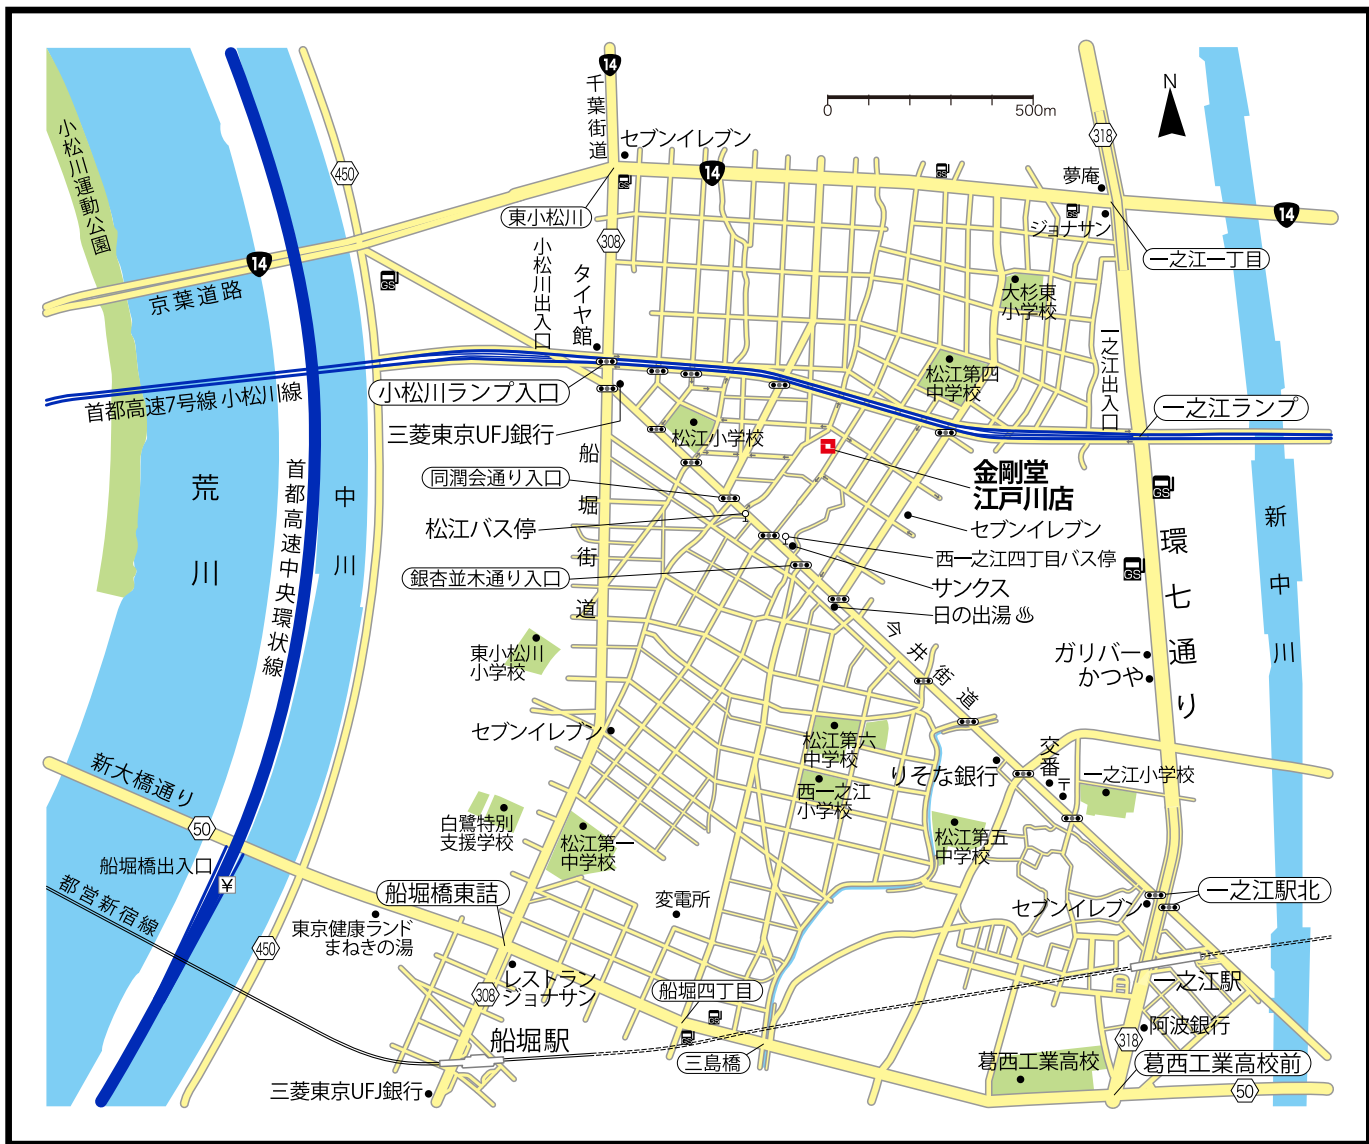 14
千葉街道
セブンイレブン
GS
14
GS
0
500m
N
318
夢庵
GS
ジョナサン
14
一之江一丁目
小松川運動公園
450
東小松川
308
小松川出入口
タイヤ館
14
京葉道路
GS
大杉東
小学校
一之江出入口
松江第四
中学校
首都高速7号線 小松川線
小松川ランプ入口
一之江ランプ
三菱東京UFJ銀行
松江小学校
金剛堂
江戸川店
同潤会通り入口
松江バス停
セブンイレブン
西一之江四丁目バス停
銀杏並木通り入口
サンクス
日の出湯
荒川
首都高速中央環状線
中川
船堀街道
GS
GS
環七通り
新中川
今井街道
ガリバー
かつや
東小松川
小学校
セブンイレブン
松江第六
中学校
西一之江
小学校
りそな銀行
交番
〒
一之江小学校
新大橋通り
50
白鷺特別
支援学校
松江第一
中学校
松江第五
中学校
船堀橋出入口
¥
都営新宿線
船堀橋東詰
変電所
一之江駅北
セブンイレブン
東京健康ランド
まねきの湯
450
レストラン
ジョナサン
308
船堀四丁目
GS
GS
一之江駅
船堀駅
三島橋
阿波銀行
318
葛西工業高校
葛西工業高校前
三菱東京UFJ銀行
50